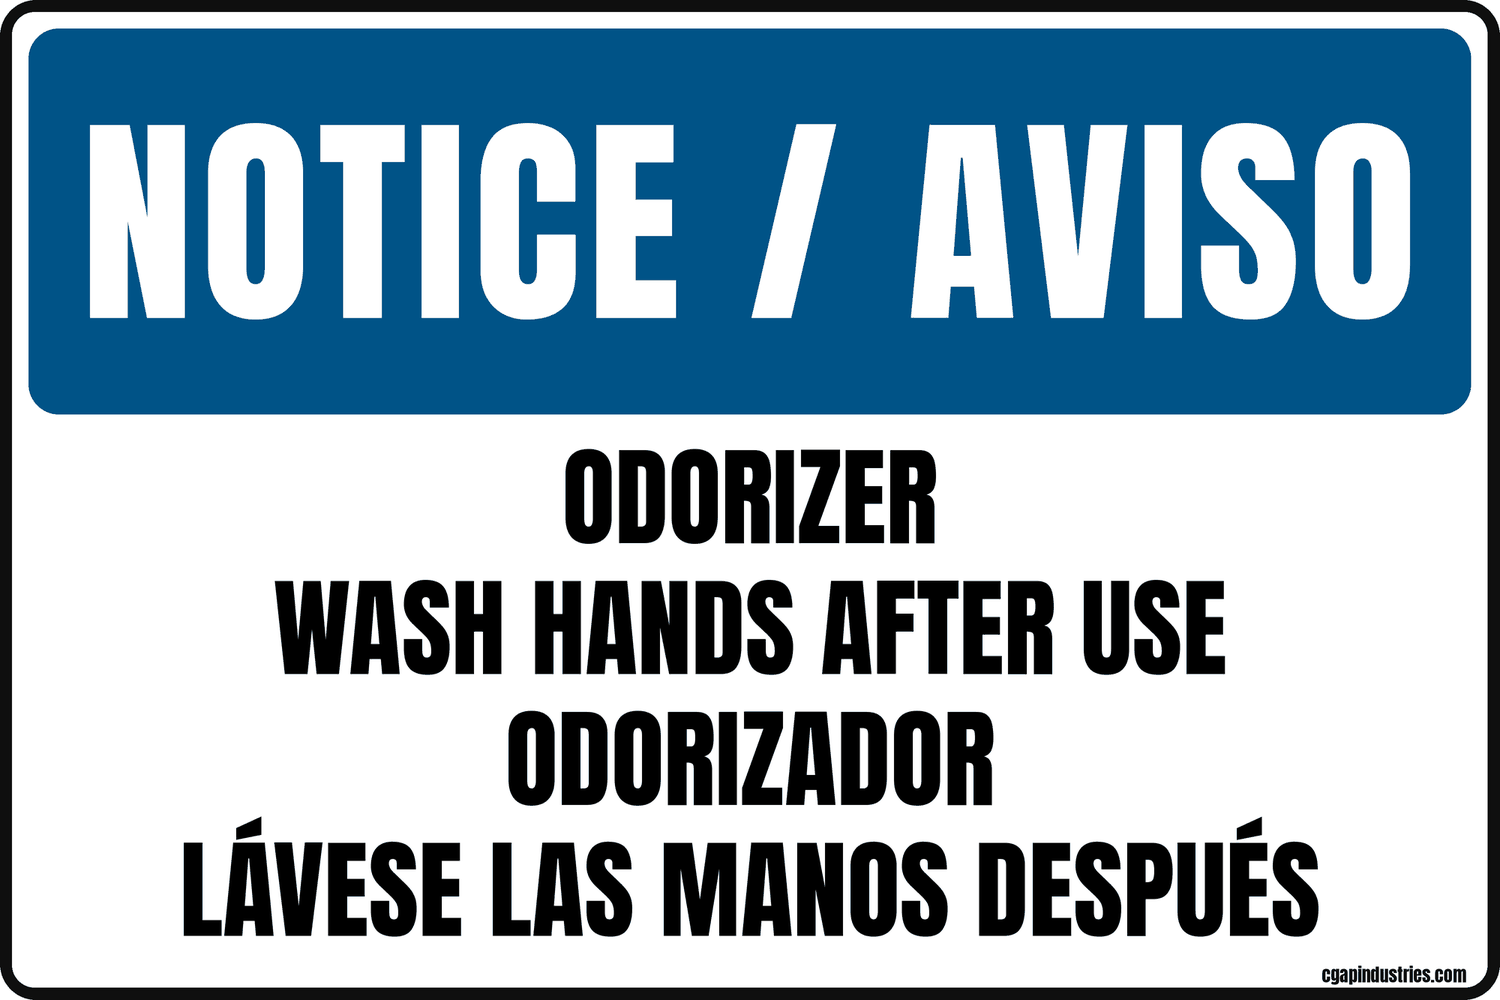 NOTICE / AVISO
ODORIZER
WASH HANDS AFTER USE
ODORIZADOR
LÁVESE LAS MANOS DESPUÉS
cgapindustries.com